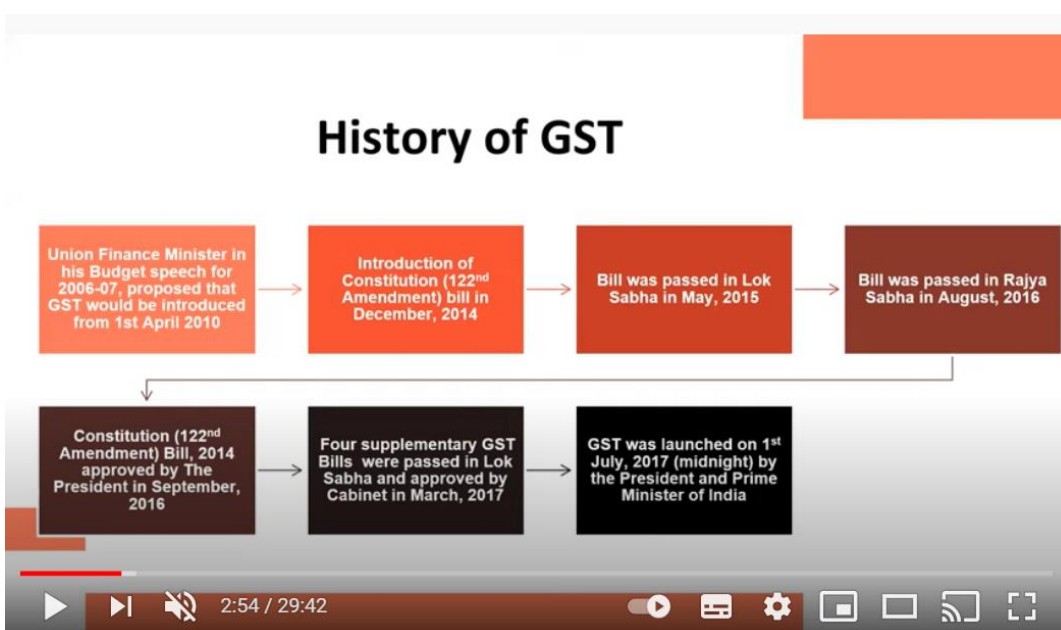 History of GST
Union Finance Minister in
his Budget speech for
2006-07, proposed that
GST would be introduced
from 1st April 2010
Introduction of
Constitution (122nd
Amendment) bill in
December, 2014
Bill was passed in Lok
Sabha in May, 2015
Bill was passed in Rajya
Sabha in August, 2016
Constitution (122nd
Amendment) Bill, 2014
approved by The
President in September,
2016
Four supplementary GST
Bills were passed in Lok
Sabha and approved by
Cabinet in March, 2017
GST was launched on 1st
July, 2017 (midnight) by
the President and Prime
Minister of India
2:54 / 29:42